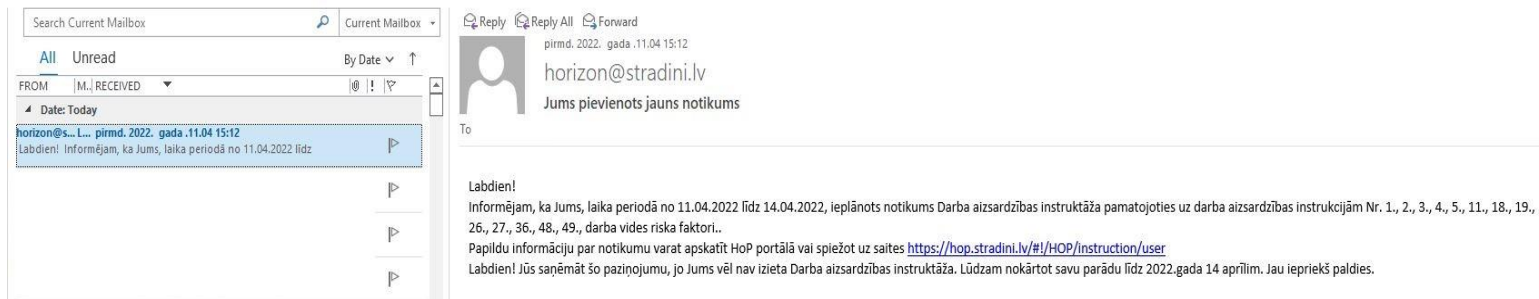 Search Current Mailbox
Current Mailbox
All Unread
By Date
FROM M.. RECEIVED
Date: Today
horizon@s... L... pirmd. 2022. gada .11.04 15:12
Labdien! Informējam, ka Jums, laika periodā no 11.04.2022 līdz
Reply Reply All Forward
pirmd. 2022. gada .11.04 15:12
horizon@stradini.lv
Jums pievienots jauns notikums
To
Labdien!
Informējam, ka Jums, laika periodā no 11.04.2022 līdz 14.04.2022, ieplānots notikums Darba aizsardzības instruktāža pamatojoties uz darba aizsardzības instrukcijām Nr. 1., 2., 3., 4., 5., 11., 18., 19.,
26., 27., 36., 48., 49., darba vides riska faktori..
Papildu informāciju par notikumu varat apskatīt HoP portālā vai spiežot uz saites https://hop.stradini.lv/#!/HOP/instruction/user
Labdien! Jūs saņēmāt šo paziņojumu, jo Jums vēl nav izieta Darba aizsardzības instruktāža. Lūdzam nokārtot savu parādu līdz 2022.gada 14 aprīlim. Jau iepriekš paldies.